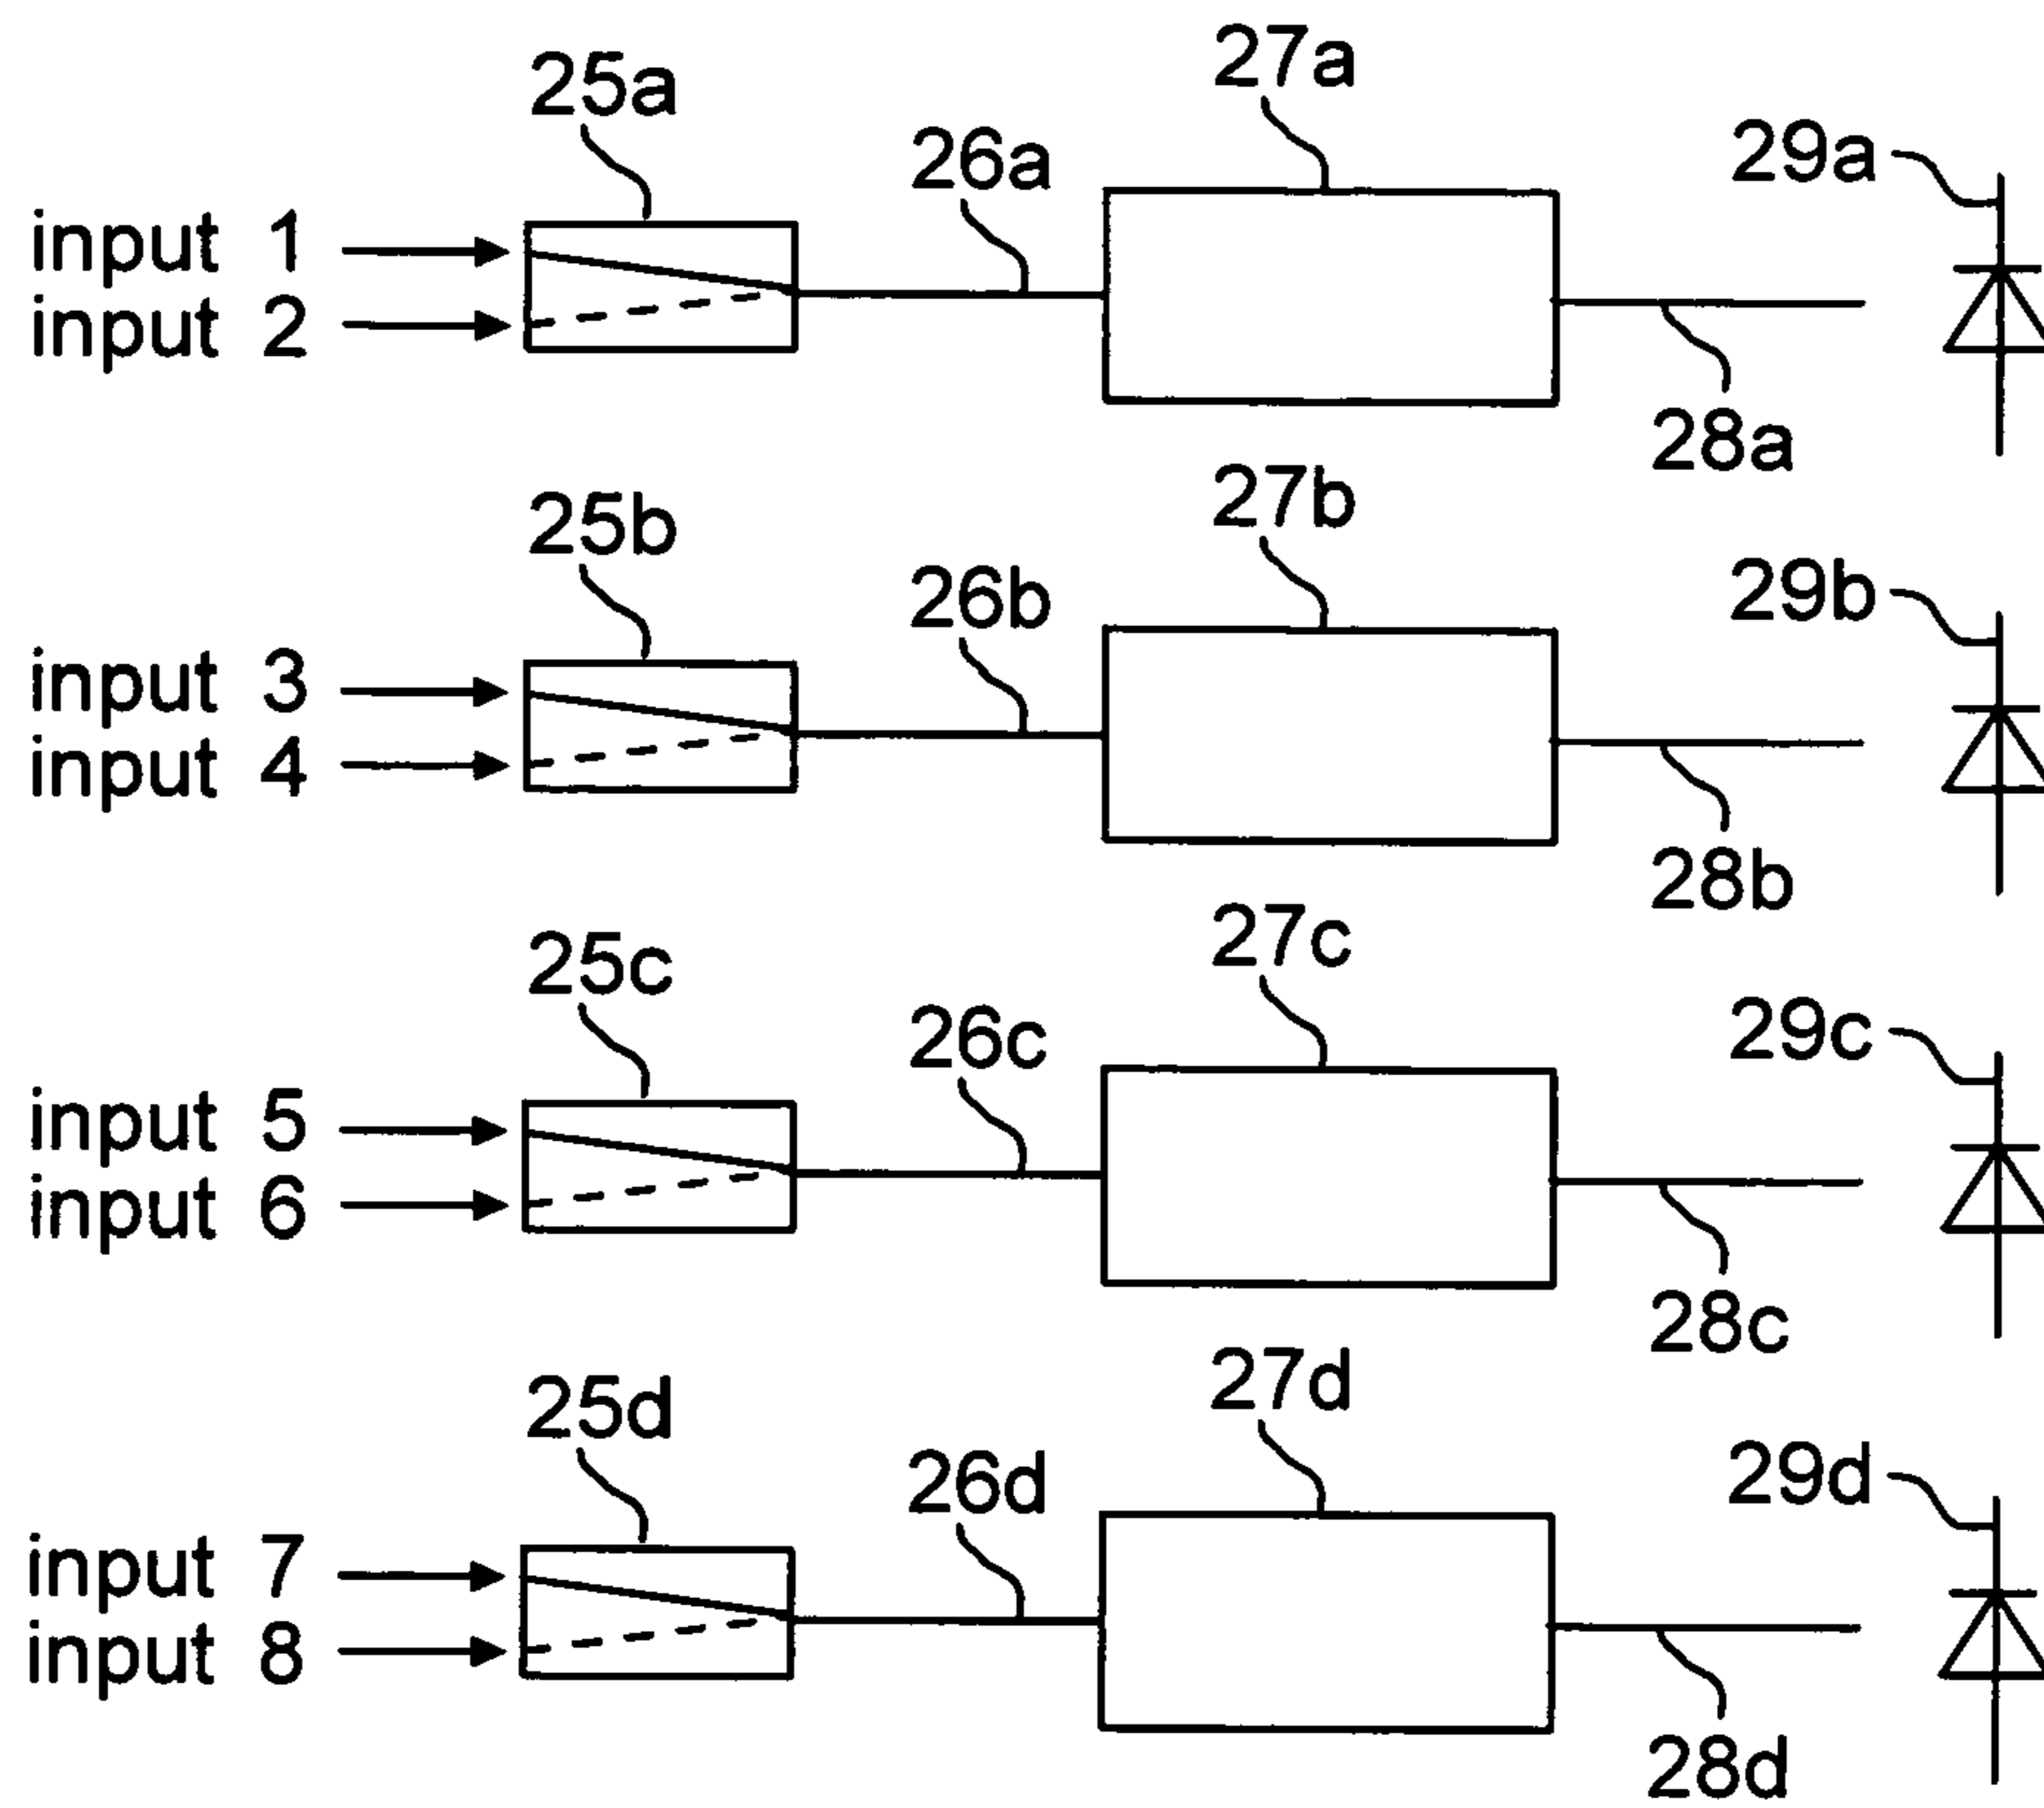 27a
25a
29a
26a
input 1
input 2
28a
27b
25b
29b
26b
input 3
input 4
28b
27c
25c
29c
26c
input 5
input 6
28c
27d
25d
29d
26d
input 7
input 8
28d